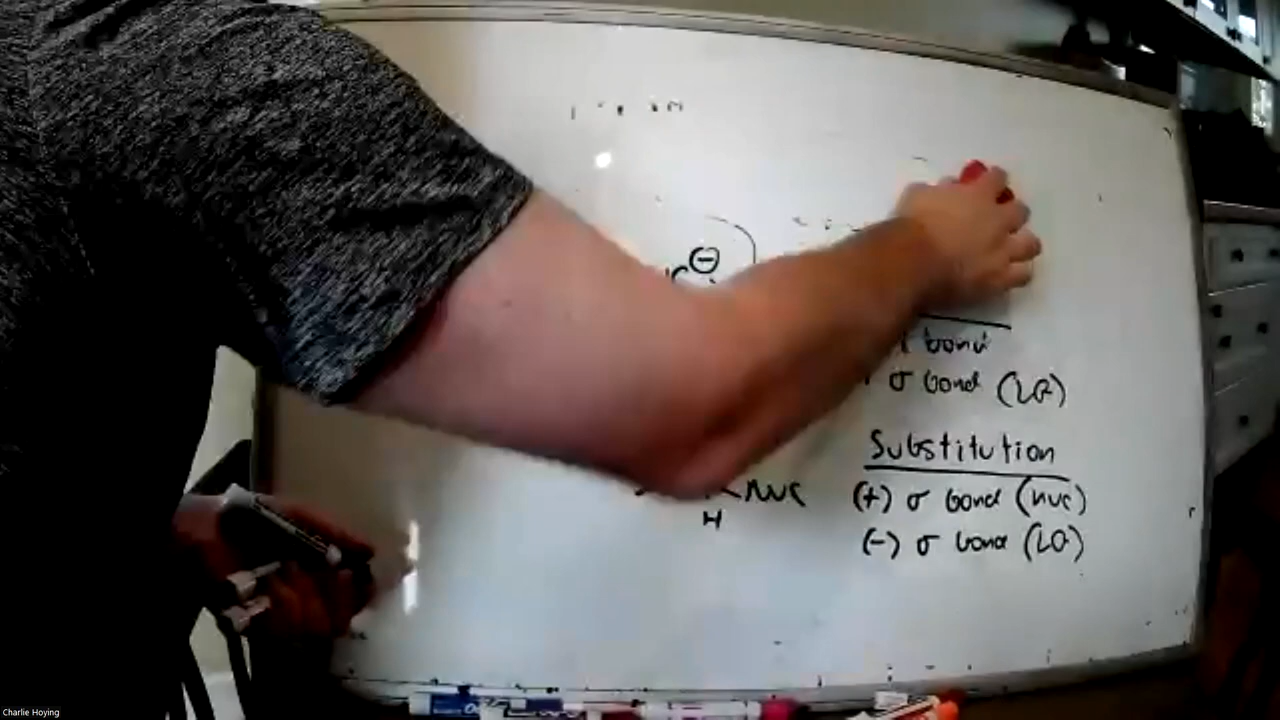 bond
σ bond (LG)
Substitution
(+) σ bond (nuc)
(-) σ bond (LG)
Nuc
H
Charlie Hoying